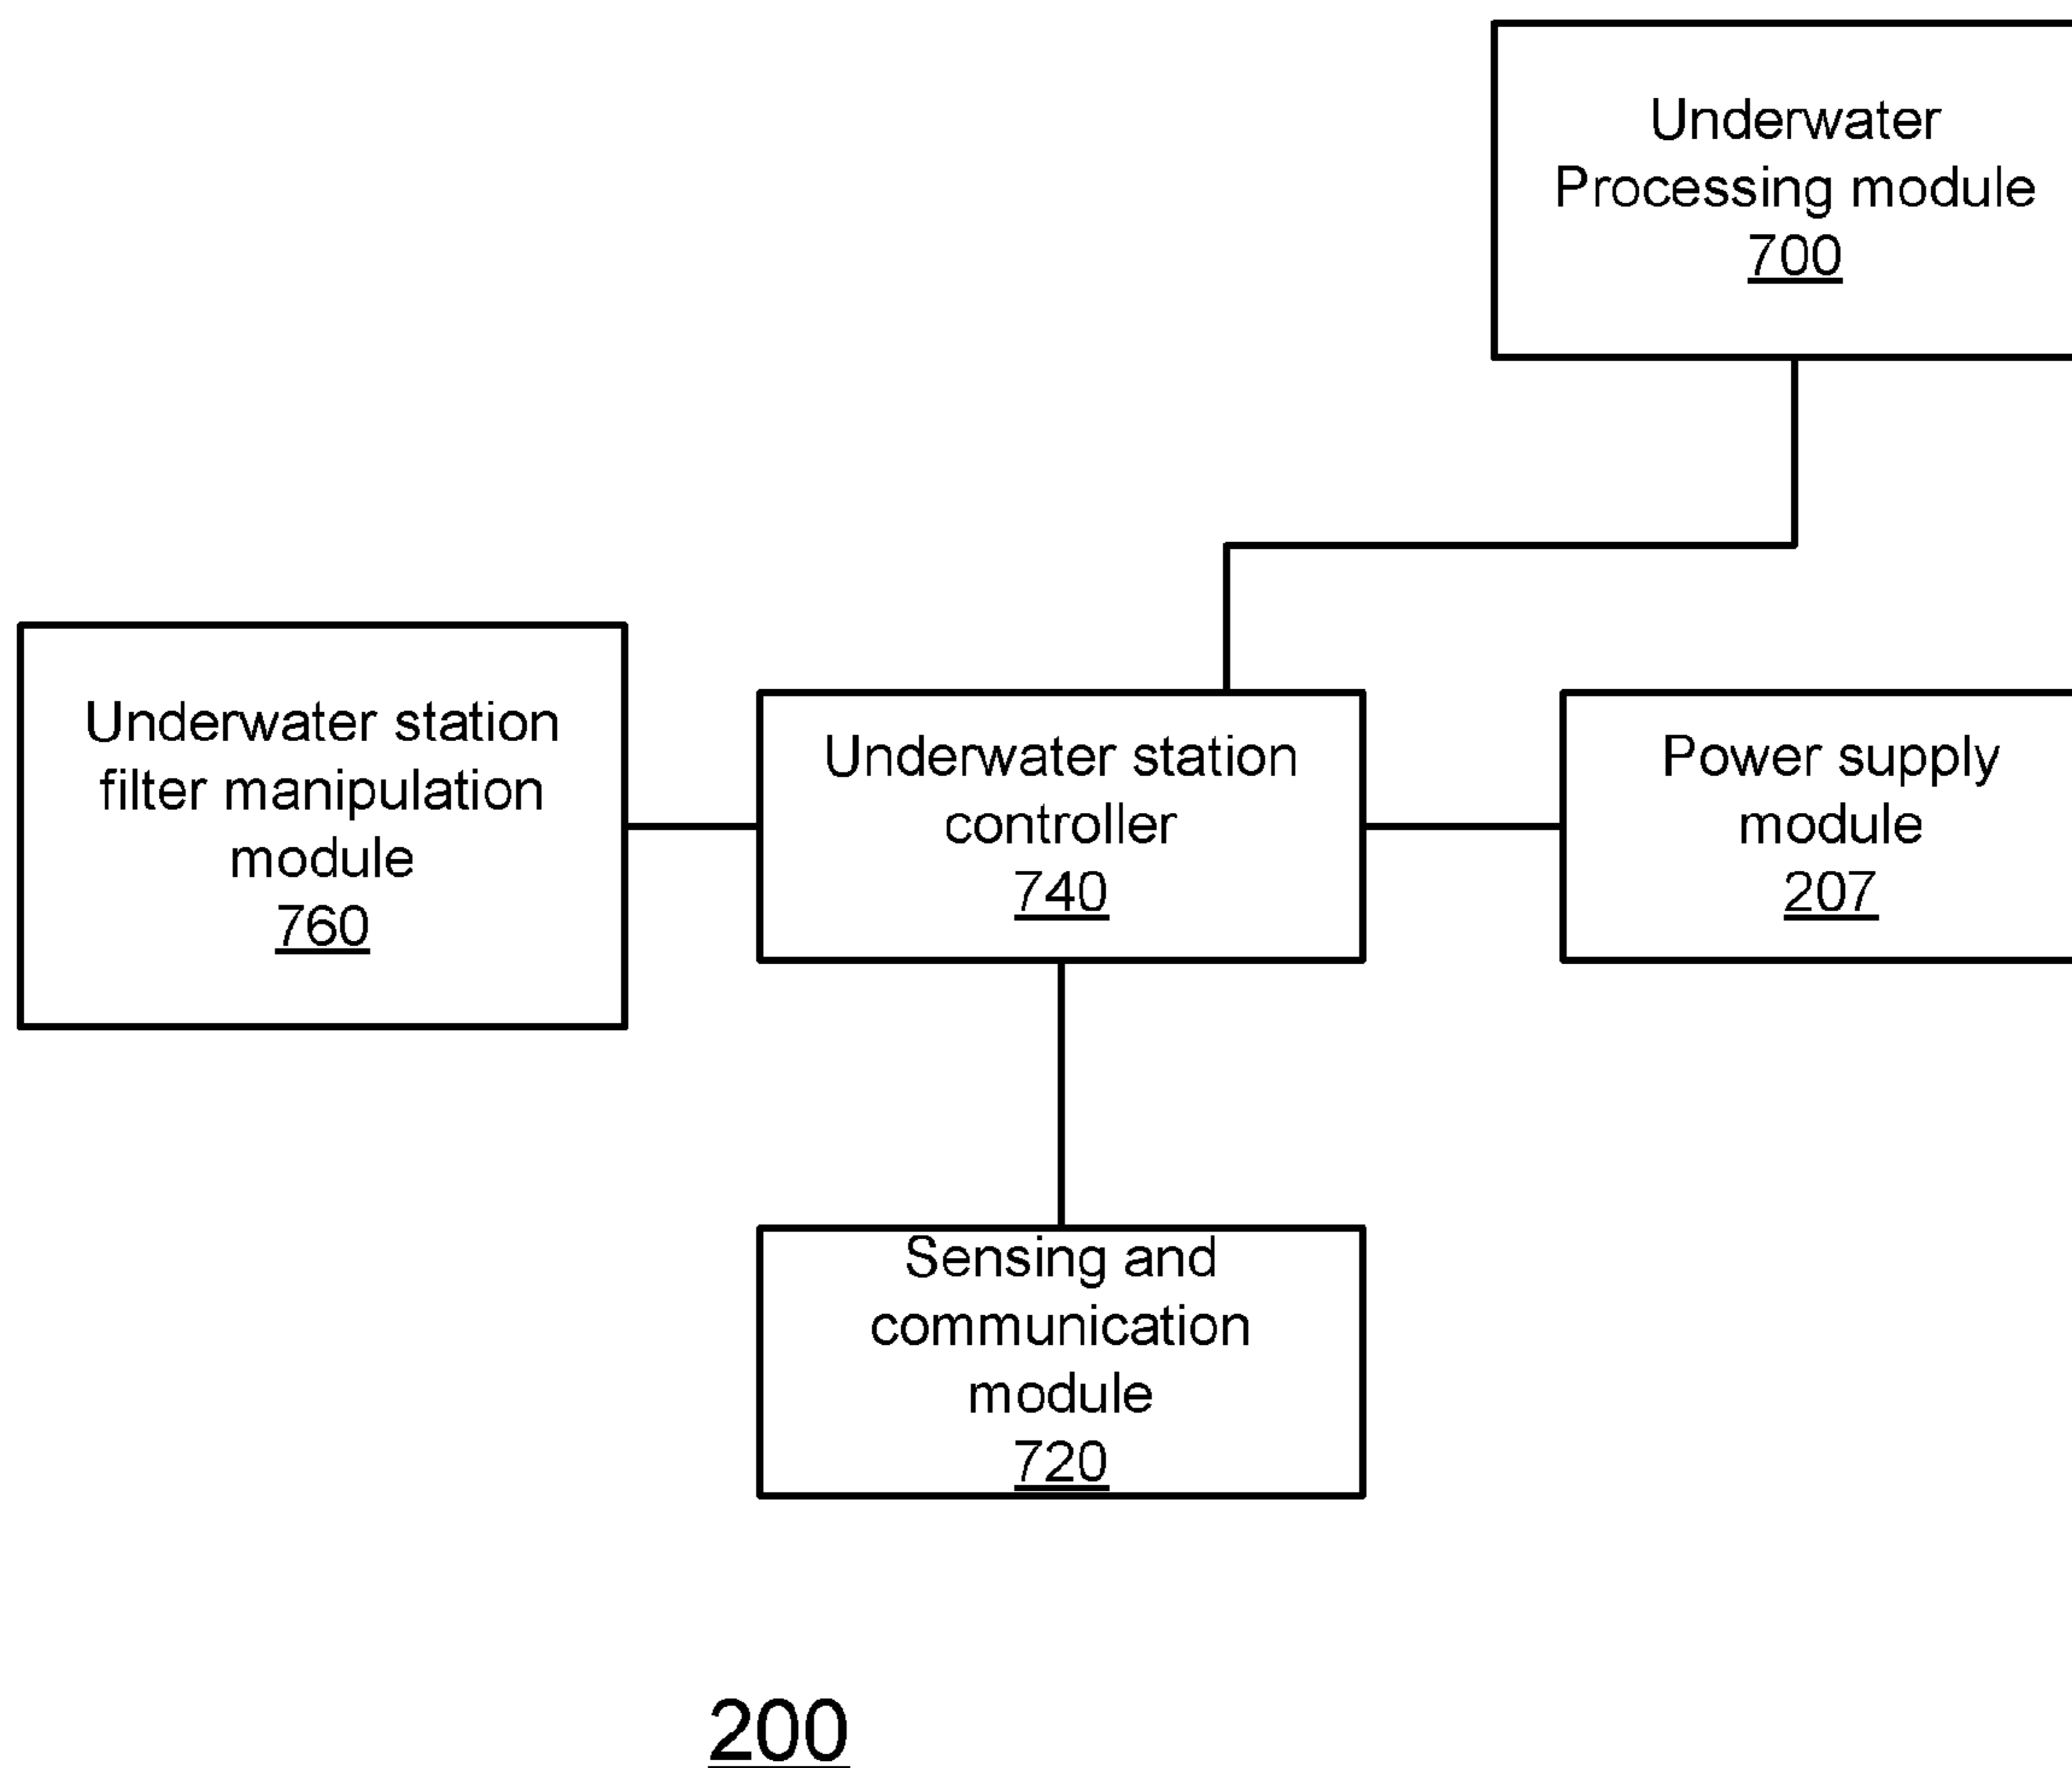 Underwater
Processing module
700
Underwater station
filter manipulation
module
760
Underwater station
controller
740
Power supply
module
207
Sensing and
communication
module
720
200